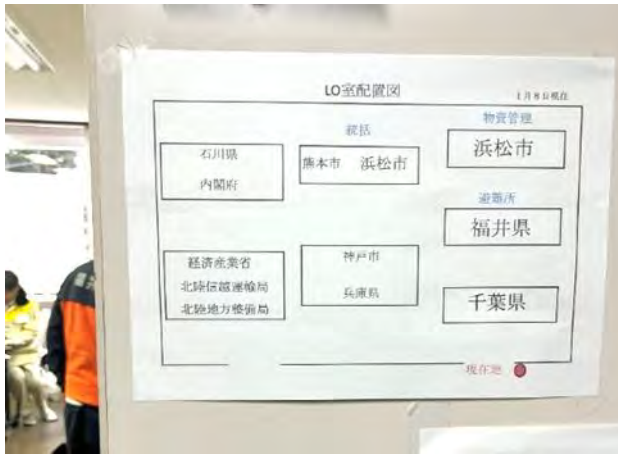 LO室配置図
1月8日現在
石川県
内閣府
統括
熊本市 浜松市
物資管理
浜松市
避難所
福井県
経済産業省
北陸信越運輸局
北陸地方整備局
神戸市
兵庫県
千葉県
現在地